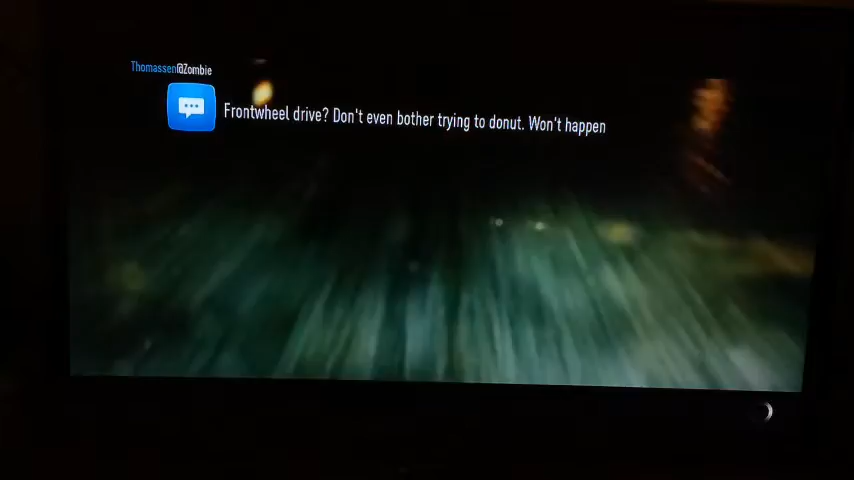 Thomassen@Zombie
Frontwheel drive? Don't even bother trying to donut. Won't happen